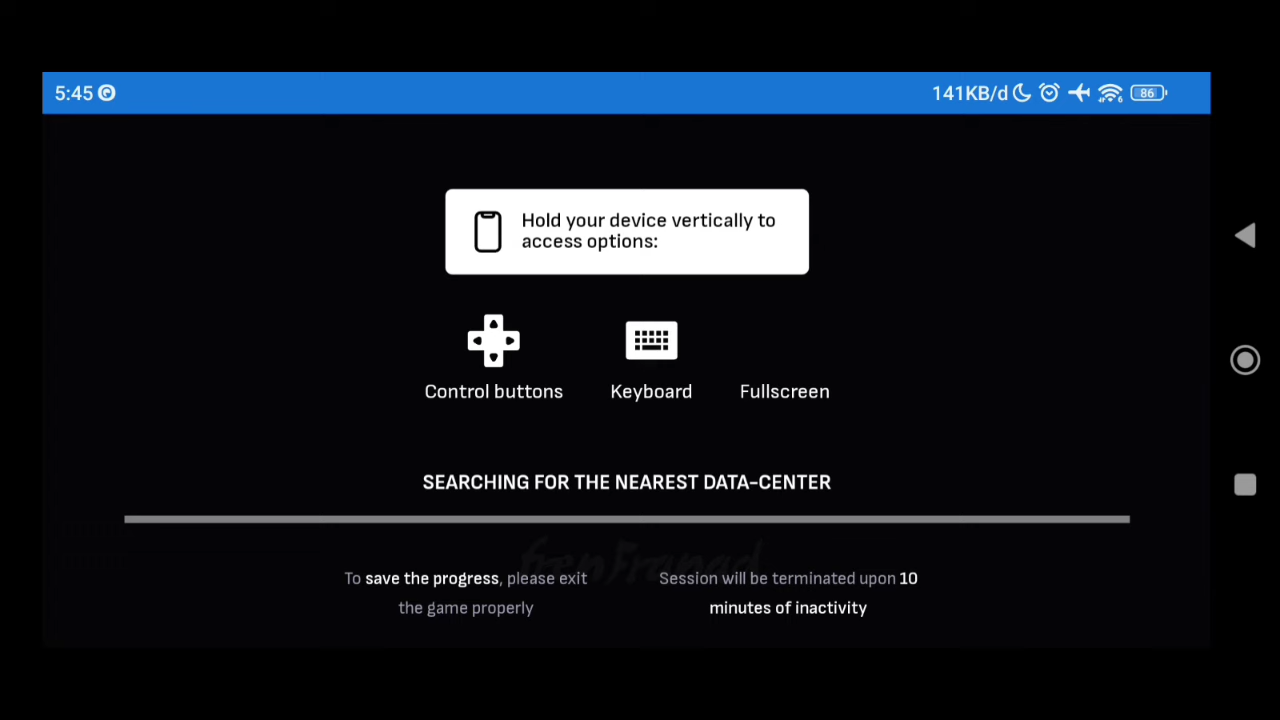 5:45 141KB/d 86
Hold your device vertically to
access options:
Control buttons Keyboard Fullscreen
SEARCHING FOR THE NEAREST DATA-CENTER
To save the progress, please exit
the game properly
Session will be terminated upon 10
minutes of inactivity